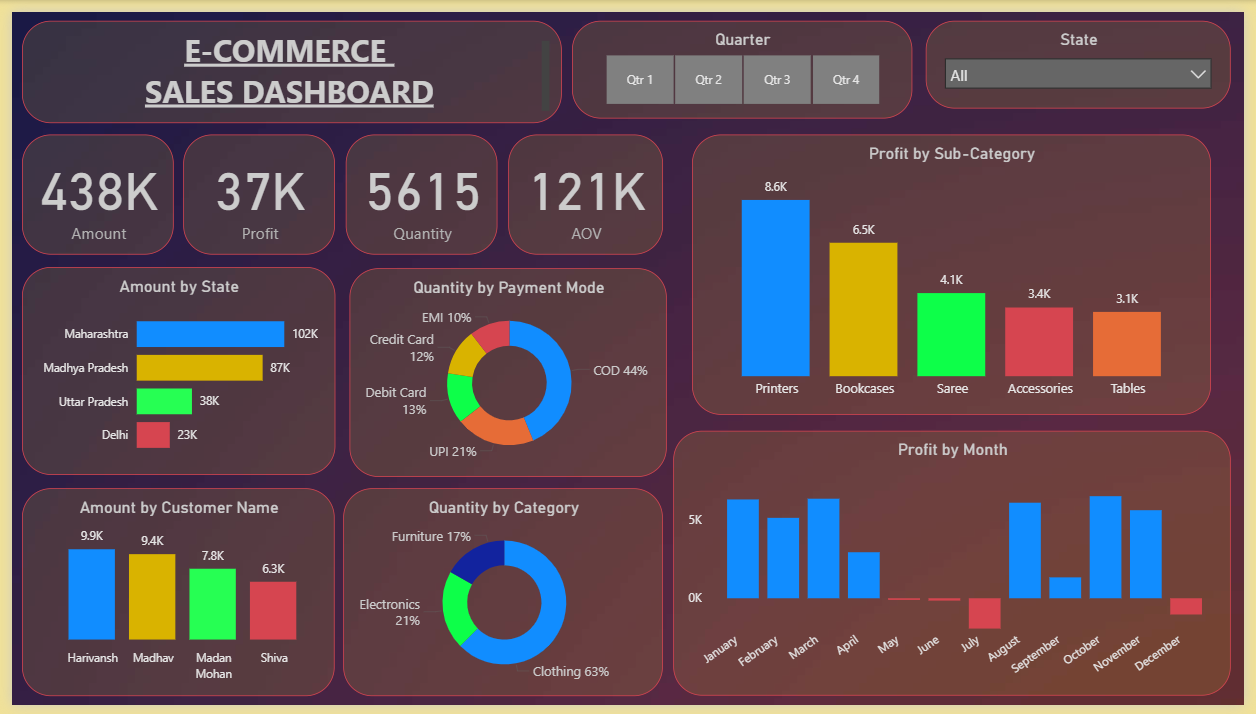 E-COMMERCE
SALES DASHBOARD
Quarter
Qtr 1 Qtr 2 Qtr 3 Qtr 4
State
All
438K
Amount
37K
Profit
5615
Quantity
121K
AOV
Profit by Sub-Category
8.6K
6.5K
4.1K
3.4K
3.1K
Printers Bookcases Saree Accessories Tables
Amount by State
Maharashtra 102K
Madhya Pradesh 87K
Uttar Pradesh 38K
Delhi 23K
Quantity by Payment Mode
EMI 10%
Credit Card
12%
COD 44%
Debit Card
13%
UPI 21%
Profit by Month
5K
0K
January February March April May June July August September October November December
Amount by Customer Name
9.9K
9.4K
7.8K
6.3K
Harivansh Madhav Madan Shiva
Mohan
Quantity by Category
Furniture 17%
Electronics
21%
Clothing 63%